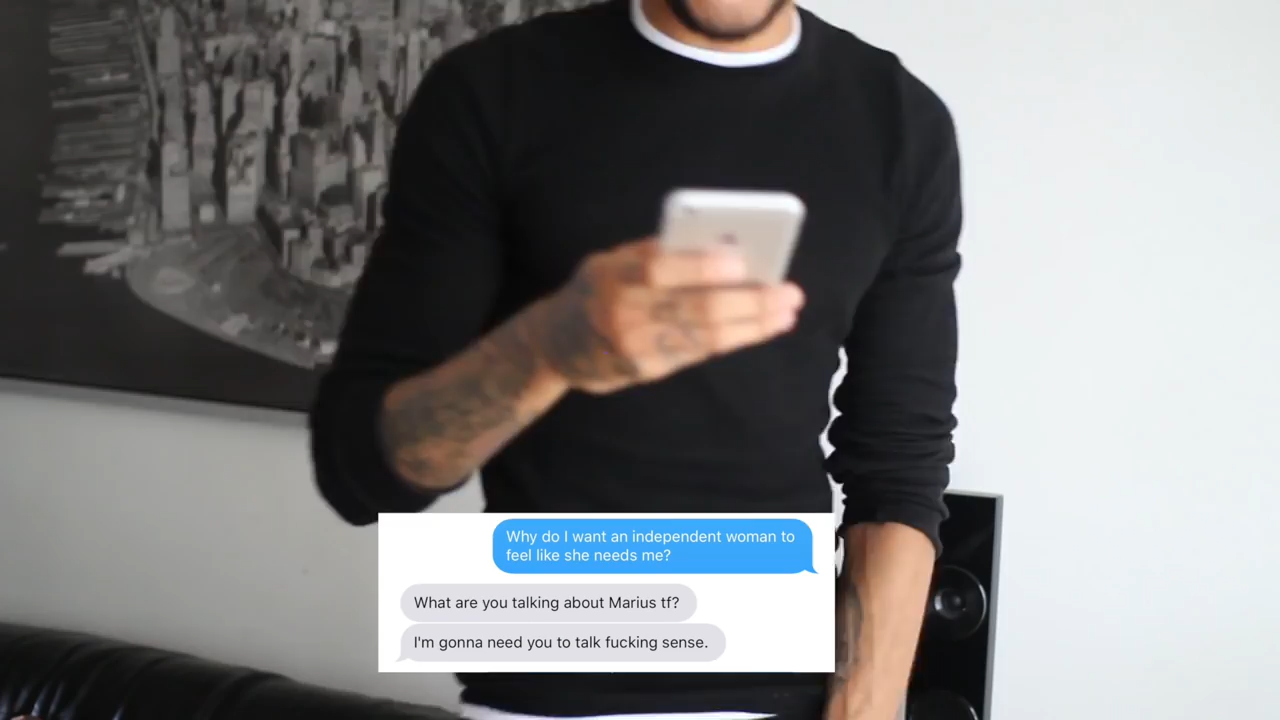 Why do I want an independent woman to
feel like she needs me?
What are you talking about Marius tf?
I'm gonna need you to talk fucking sense.